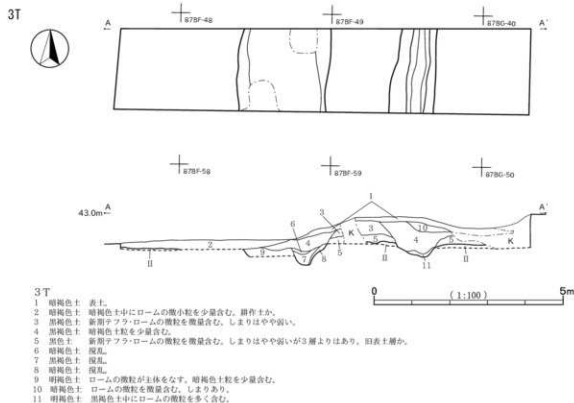 3T
87BF-48
87BF-49
87BG-40
A
A'
87BF-58
87BF-59
87BG-50
1
43.0m
A
A'
6
3
10
2
4
5
K
3
4
5
K
II
9
7
8
5
II
11
II
3T
1 暗褐色土 表土。
2 暗褐色土 暗褐色土中にロームの微小粒を少量含む。耕作土か。
3 黒褐色土 新期テフラ・ロームの微粒を微量含む。しまりはやや弱い。
4 黒褐色土 暗褐色土粒を少量含む。
5 黒色土 新期テフラ・ロームの微粒を微量含む。しまりはやや弱いが3層よりはあり。旧表土層か。
6 暗褐色土 攪乱。
7 黒褐色土 攪乱。
8 暗褐色土 攪乱。
9 明褐色土 ロームの微粒が主体をなす。暗褐色土粒を少量含む。
10 暗褐色土 ロームの微粒を微量含む。しまりあり。
11 明褐色土 黒褐色土中にロームの微粒を多く含む。
0 (1:100) 5m